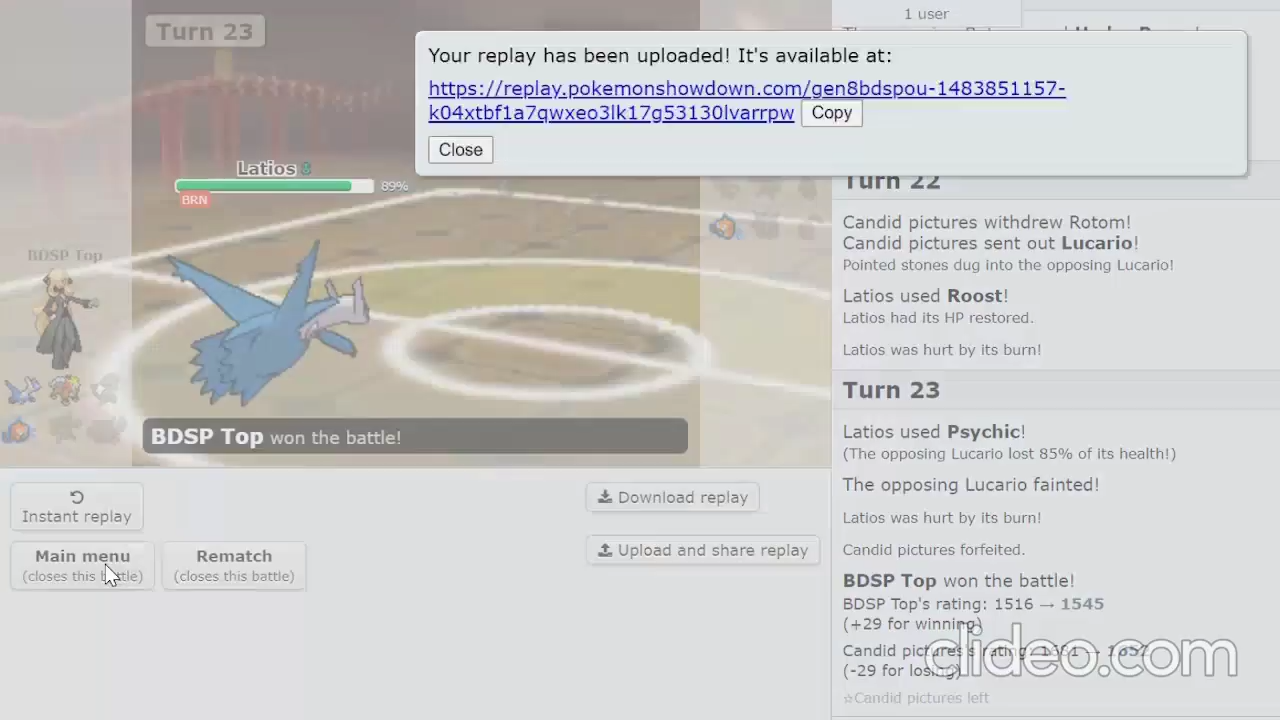 Turn 23
1 user
Your replay has been uploaded! It's available at:
https://replay.pokemonshowdown.com/gen8bdspou-1483851157-
k04xtbf1a7qwxeo3lk17g53130lvarrpw Copy
Close
Latios
89%
BRN
BDSP Top
BDSP Top won the battle!
Instant replay
Main menu
(closes this battle)
Rematch
(closes this battle)
Download replay
Upload and share replay
Turn 22
Candid pictures withdrew Rotom!
Candid pictures sent out Lucario!
Pointed stones dug into the opposing Lucario!
Latios used Roost!
Latios had its HP restored.
Latios was hurt by its burn!
Turn 23
Latios used Psychic!
(The opposing Lucario lost 85% of its health!)
The opposing Lucario fainted!
Latios was hurt by its burn!
Candid pictures forfeited.
BDSP Top won the battle!
BDSP Top's rating: 1516 → 1545
(+29 for winning)
Candid pictures's rating: 1681 → 1652
(-29 for losing)
☆Candid pictures left
clideo.com